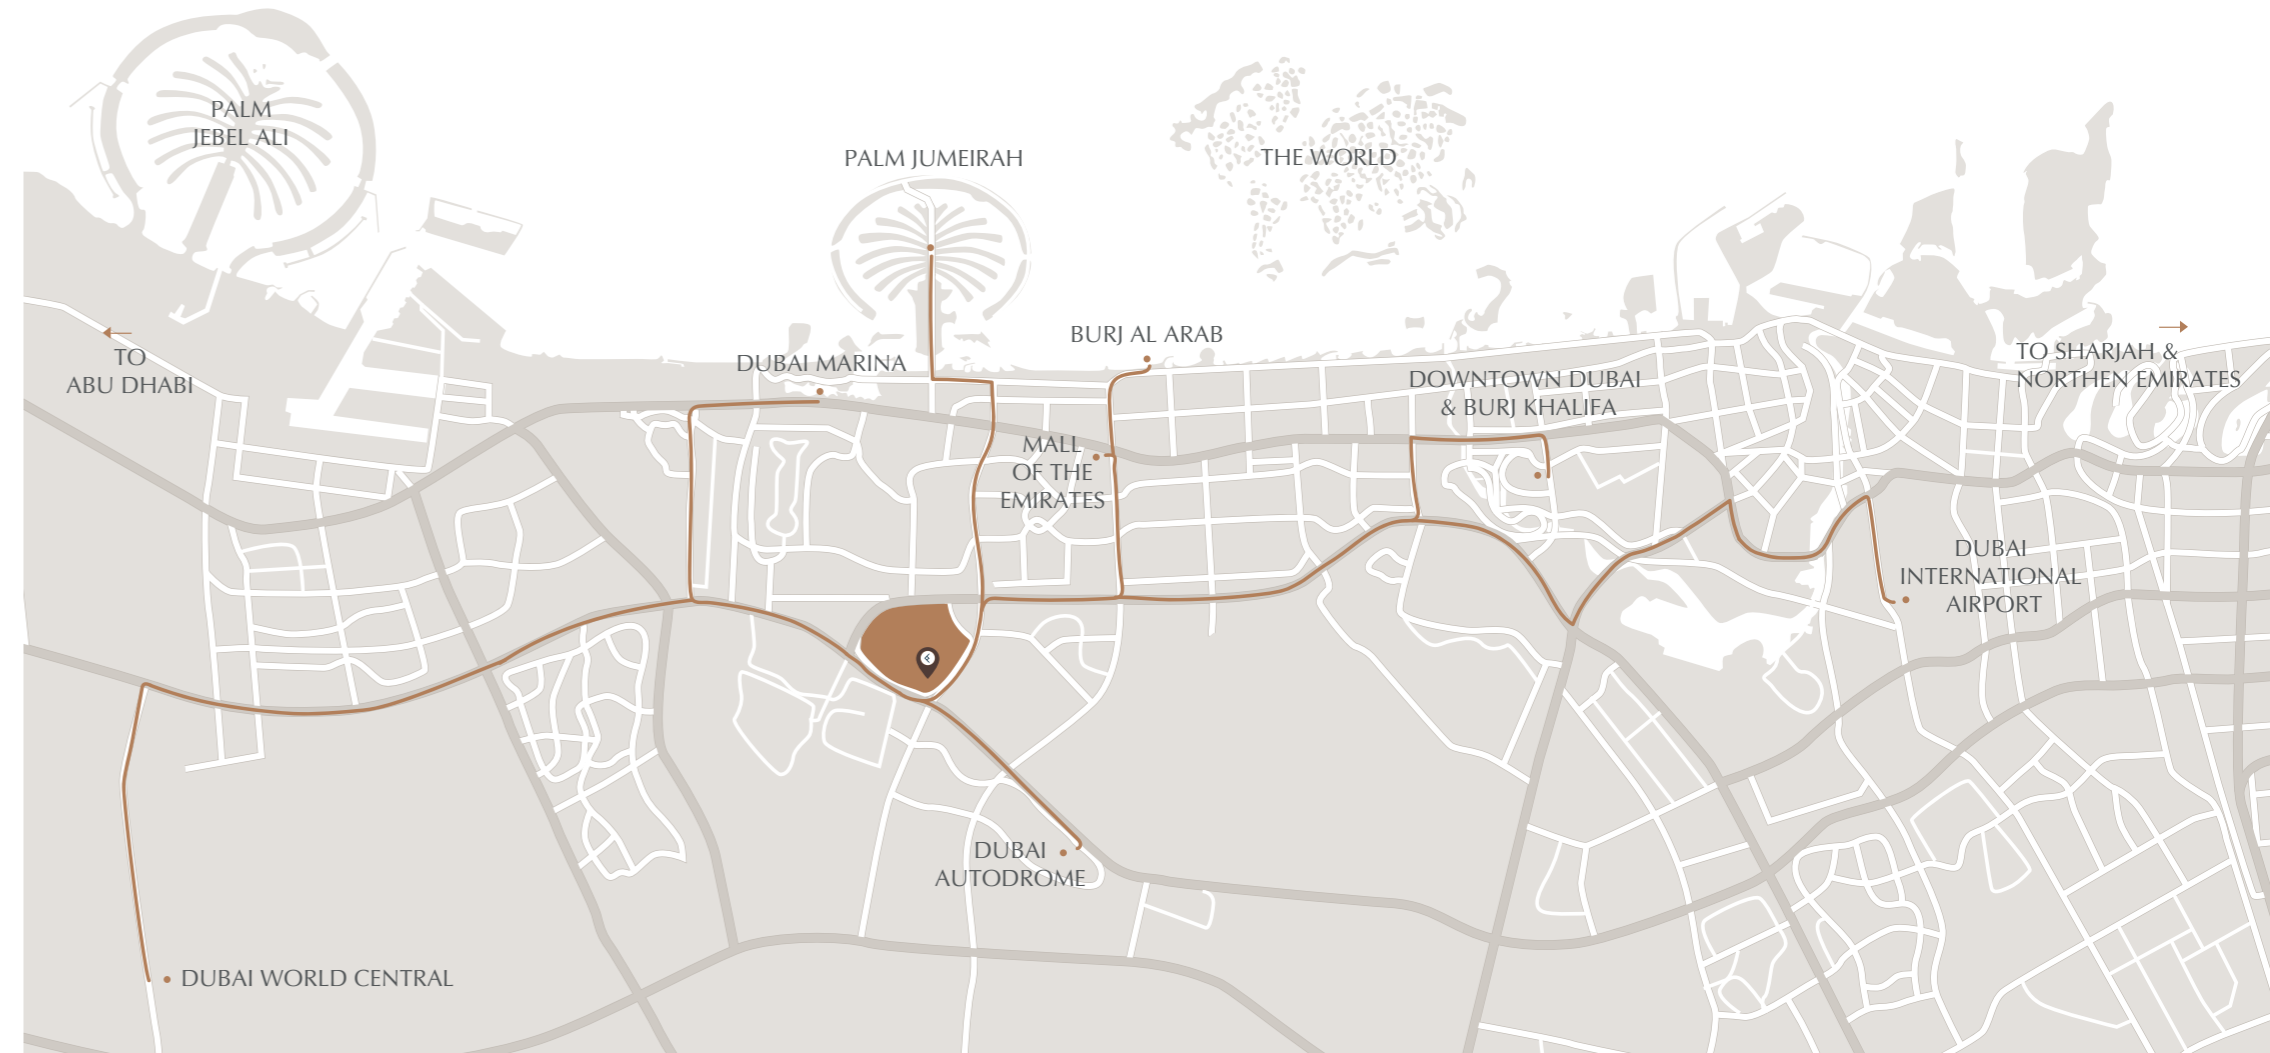 PALM
JEBEL ALI
PALM JUMEIRAH
THE WORLD
TO
ABU DHABI
DUBAI MARINA
BURJ AL ARAB
DOWNTOWN DUBAI
& BURJ KHALIFA
TO SHARJAH &
NORTHEN EMIRATES
MALL
OF THE
EMIRATES
DUBAI
INTERNATIONAL
AIRPORT
DUBAI
AUTODROME
DUBAI WORLD CENTRAL